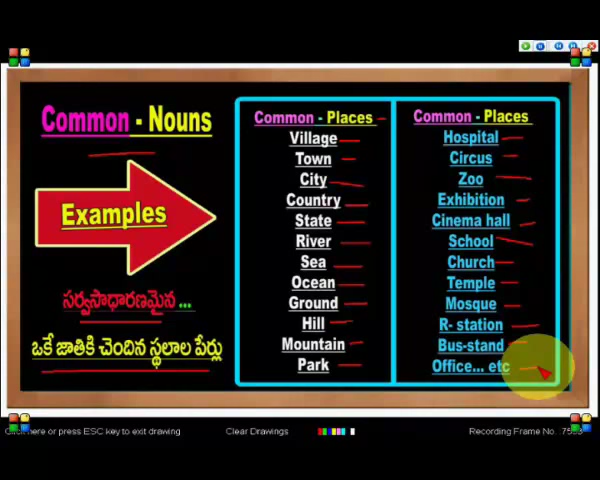 Common - Nouns
Examples
సర్వసాధారణమైన ...
ఒకే జాతికి చెందిన స్థలాల పేర్లు
Common - Places
Village
Town
City
Country
State
River
Sea
Ocean
Ground
Hill
Mountain
Park
Common - Places
Hospital
Circus
Zoo
Exhibition
Cinema hall
School
Church
Temple
Mosque
R- station
Bus-stand
Office... etc
Click here or press ESC key to exit drawing
Clear Drawings
Recording Frame No.